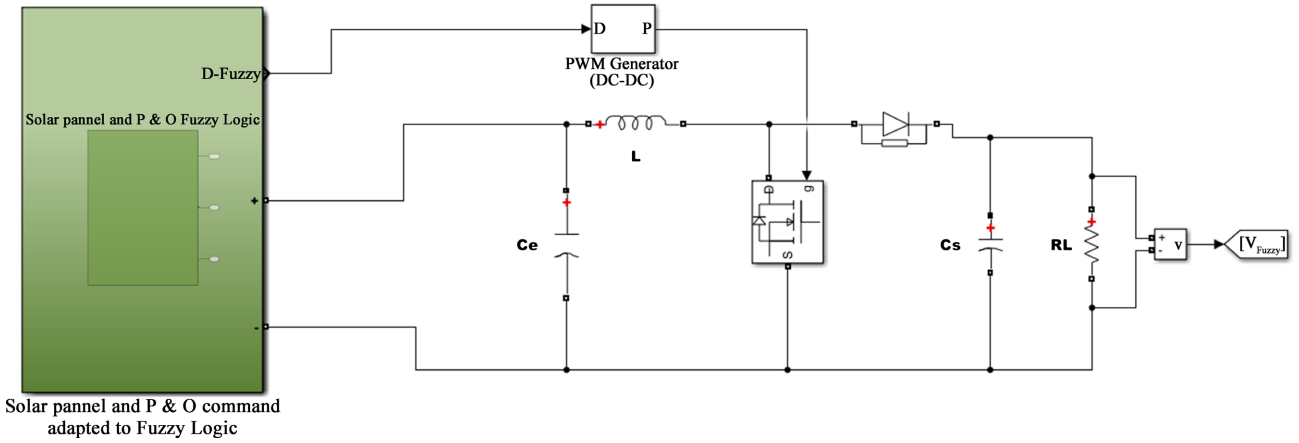 D-Fuzzy
D P
PWM Generator
(DC-DC)
Solar pannel and P & O Fuzzy Logic
+
L
D g
S
+
+
+
Ce
Cs
RL
+
-
v
[V_Fuzzy]
+
-
Solar pannel and P & O command
adapted to Fuzzy Logic